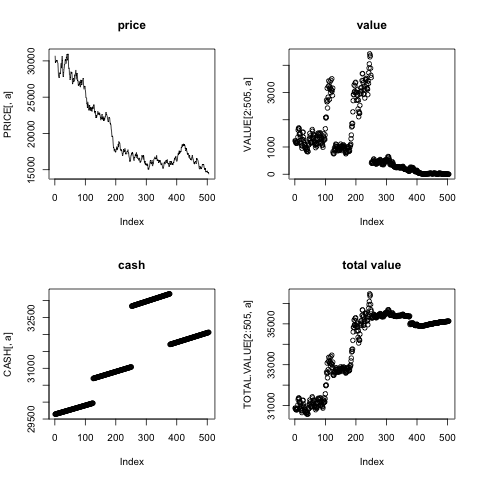 price
PRICE[, a]
15000 20000 25000 30000
0 100 200 300 400 500
Index
value
VALUE[2:505, a]
0 1000 3000
0 100 200 300 400 500
Index
cash
CASH[, a]
29500 31000 32500
0 100 200 300 400 500
Index
total value
TOTAL.VALUE[2:505, a]
31000 33000 35000
0 100 200 300 400 500
Index